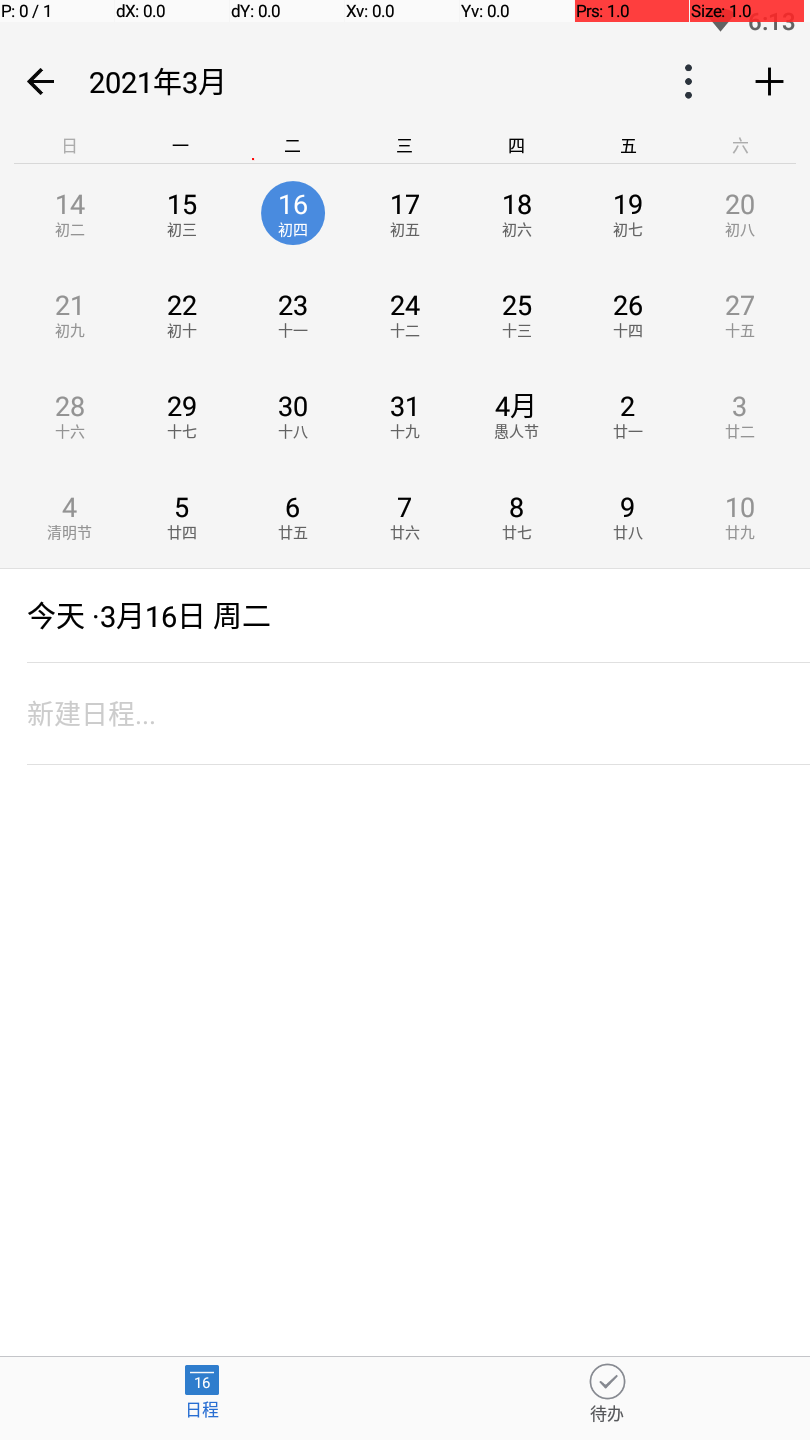 P: 0 / 1 dX: 0.0 dY: 0.0 Xv: 0.0 Yv: 0.0 Prs: 1.0 Size: 1.0
6:13
2021年3月
日 一 二 三 四 五 六
14 15 16 17 18 19 20
初二 初三 初四 初五 初六 初七 初八
21 22 23 24 25 26 27
初九 初十 十一 十二 十三 十四 十五
28 29 30 31 4月 2 3
十六 十七 十八 十九 愚人节 廿一 廿二
4 5 6 7 8 9 10
清明节 廿四 廿五 廿六 廿七 廿八 廿九
今天 ·3月16日 周二
新建日程...
16
日程 待办